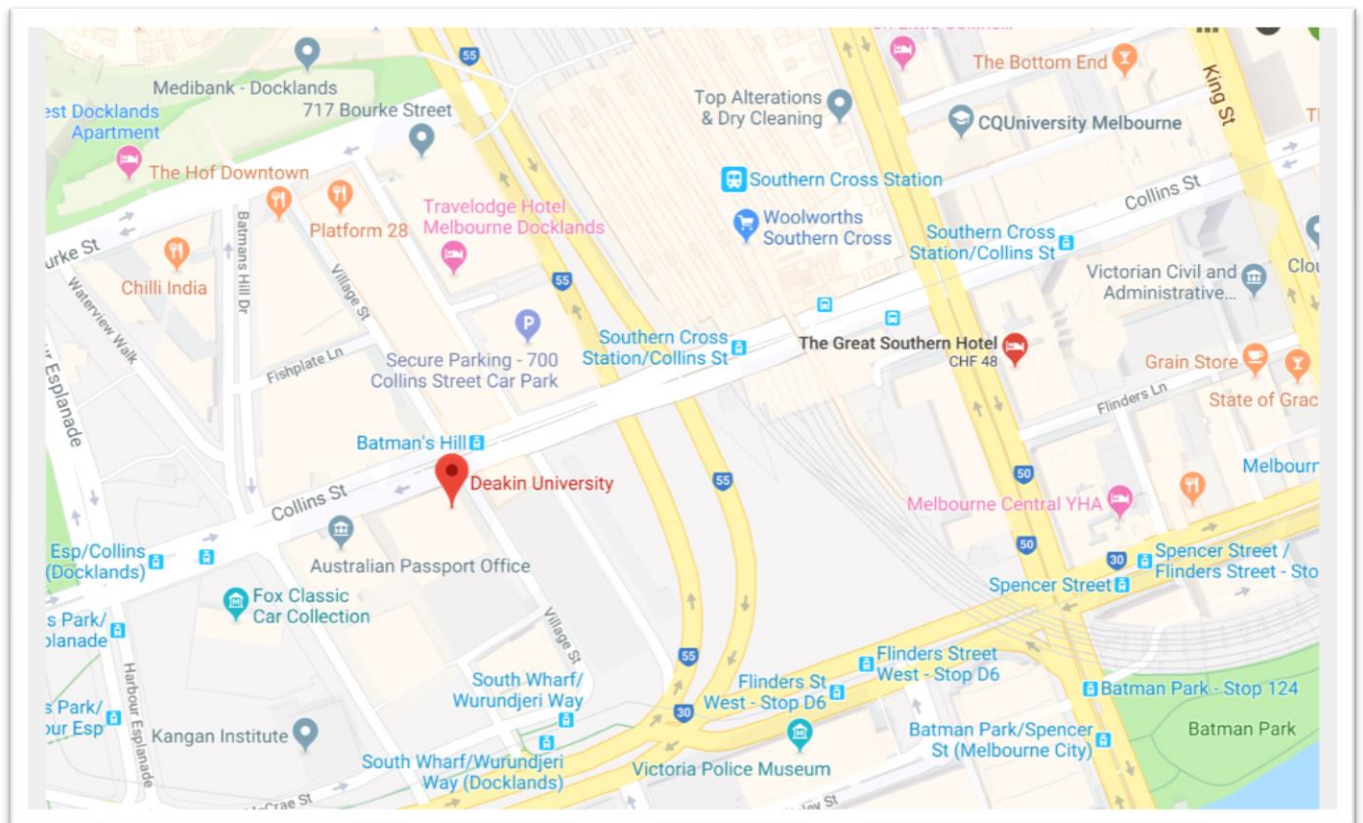 55
The Bottom End
Medibank - Docklands
King St
est Docklands
Apartment
717 Bourke Street
Top Alterations
& Dry Cleaning
CQUniversity Melbourne
The Hof Downtown
Southern Cross Station
Collins St
Platform 28
Travelodge Hotel
Melbourne Docklands
Woolworths
Southern Cross
Batmans Hill Dr
urke St
Southern Cross
Station/Collins St
Chilli India
Village St
55
Victorian Civil and
Administrative...
Clou
Waterview Walk
P
Southern Cross
Station/Collins St
The Great Southern Hotel
CHF 48
Fishplate Ln
Secure Parking - 700
Collins Street Car Park
Grain Store
ur Esplanade
Flinders Ln
State of Grac
Batman's Hill
Deakin University
55
50
Melbourn
Collins St
Melbourne Central YHA
Esp/Collins
(Docklands)
Australian Passport Office
50
30
Spencer Street /
Flinders Street - Sto
Spencer Street
Fox Classic
Car Collection
s Park/
planade
Village St
Harbour Esplanade
55
Flinders Street
West - Stop D6
South Wharf/
Wurundjeri Way
Flinders St
West - Stop D6
Batman Park - Stop 124
s Park/
our Esp
30
Kangan Institute
Batman Park/Spencer
St (Melbourne City)
Batman Park
South Wharf/Wurundjeri
Way (Docklands)
Victoria Police Museum
McCrae St
ley St